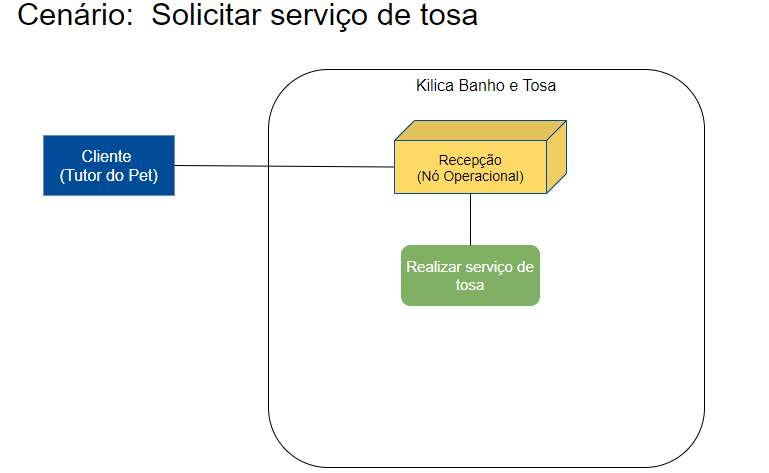 Cenário: Solicitar serviço de tosa
Kilica Banho e Tosa
Cliente
(Tutor do Pet)
Recepção
(Nó Operacional)
Realizar serviço de
tosa